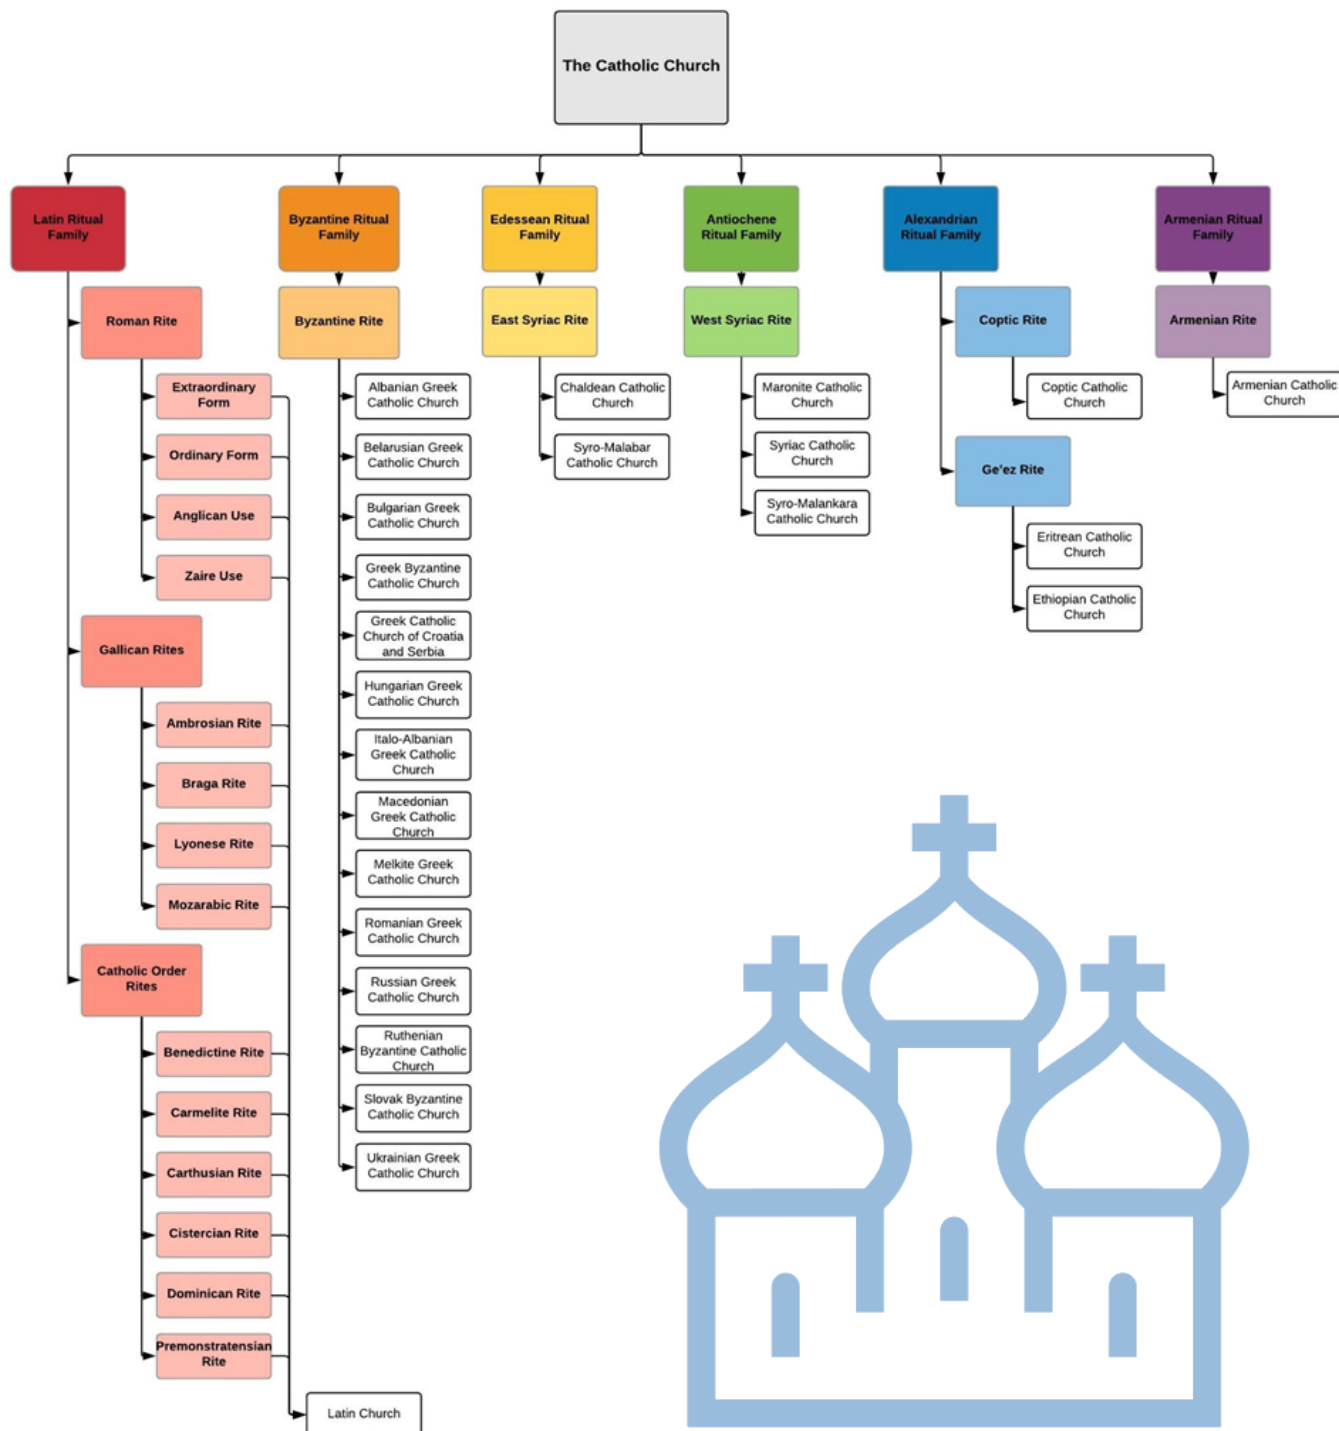 The Catholic Church
Latin Ritual
Family
Byzantine Ritual
Family
Edessean Ritual
Family
Antiochene
Ritual Family
Alexandrian
Ritual Family
Armenian Ritual
Family
Roman Rite
Extraordinary
Form
Ordinary Form
Anglican Use
Zaire Use
Gallican Rites
Ambrosian Rite
Braga Rite
Lyonese Rite
Mozarabic Rite
Catholic Order
Rites
Benedictine Rite
Carmelite Rite
Carthusian Rite
Cistercian Rite
Dominican Rite
Premonstratensian
Rite
Latin Church
Byzantine Rite
Albanian Greek
Catholic Church
Belarusian Greek
Catholic Church
Bulgarian Greek
Catholic Church
Greek Byzantine
Catholic Church
Greek Catholic
Church of Croatia
and Serbia
Hungarian Greek
Catholic Church
Italo-Albanian
Greek Catholic
Church
Macedonian
Greek Catholic
Church
Melkite Greek
Catholic Church
Romanian Greek
Catholic Church
Russian Greek
Catholic Church
Ruthenian
Byzantine Catholic
Church
Slovak Byzantine
Catholic Church
Ukrainian Greek
Catholic Church
East Syriac Rite
Chaldean Catholic
Church
Syro-Malabar
Catholic Church
West Syriac Rite
Maronite Catholic
Church
Syriac Catholic
Church
Syro-Malankara
Catholic Church
Coptic Rite
Coptic Catholic
Church
Ge'ez Rite
Eritrean Catholic
Church
Ethiopian Catholic
Church
Armenian Rite
Armenian Catholic
Church